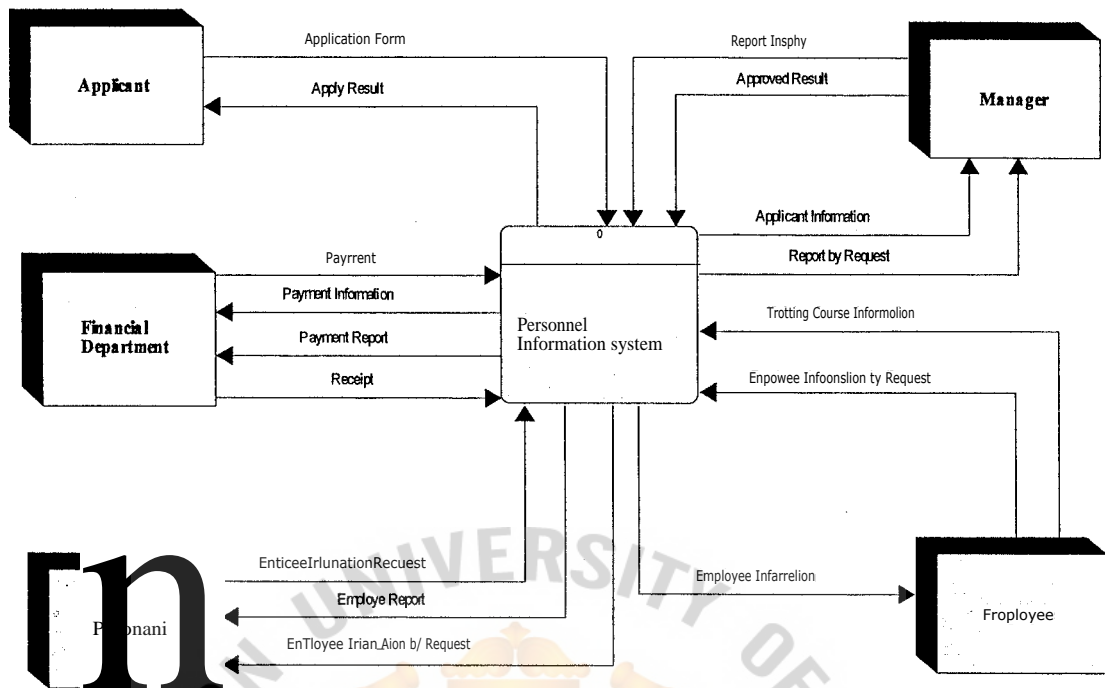 Application Form
Apply Result
Applicant
Report Insphy
Approved Result
Manager
0
Personnel
Information system
Applicant Information
Report by Request
Payrrent
Payment Information
Payment Report
Receipt
Financial
Department
Trotting Course Informolion
Enpowee Infoonslion ty Request
EnticeeIrlunationRecuest
Employe Report
EnTloyee Irian_Aion b/ Request
n
Employee Infarrelion
Froployee
UNIVERSITY OF